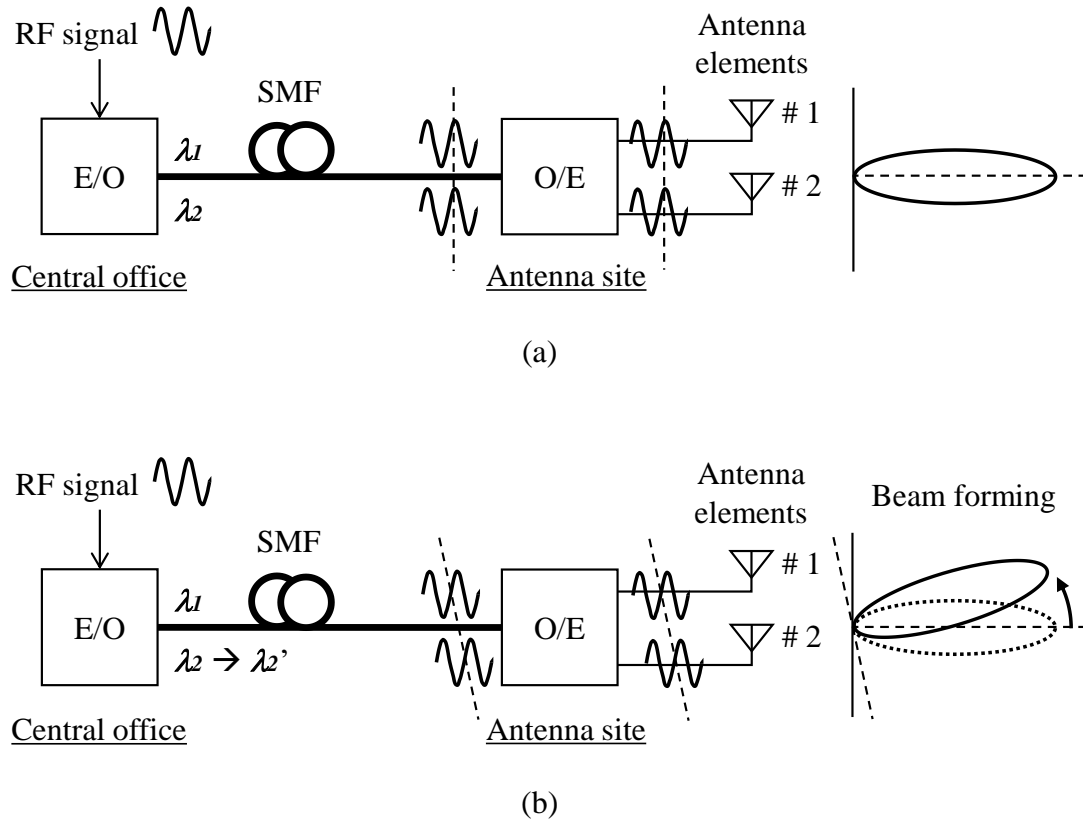 RF signal
Antenna
elements
SMF
# 1
E/O
λ1
O/E
λ2
# 2
Central office
Antenna site
(a)
RF signal
Antenna
elements
Beam forming
SMF
# 1
E/O
λ1
O/E
λ2 → λ2’
# 2
Central office
Antenna site
(b)